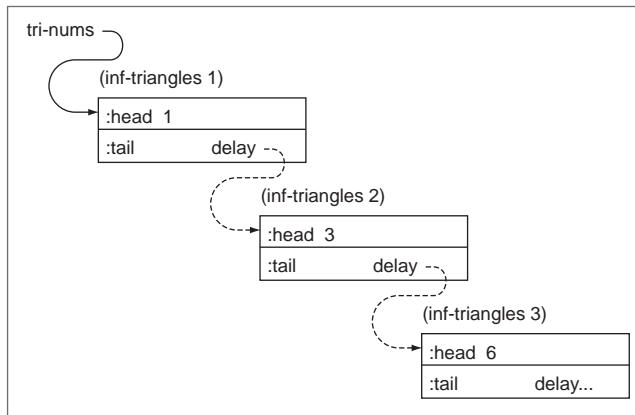 tri-nums
(inf-triangles 1)
:head 1
:tail delay
(inf-triangles 2)
:head 3
:tail delay
(inf-triangles 3)
:head 6
:tail delay...